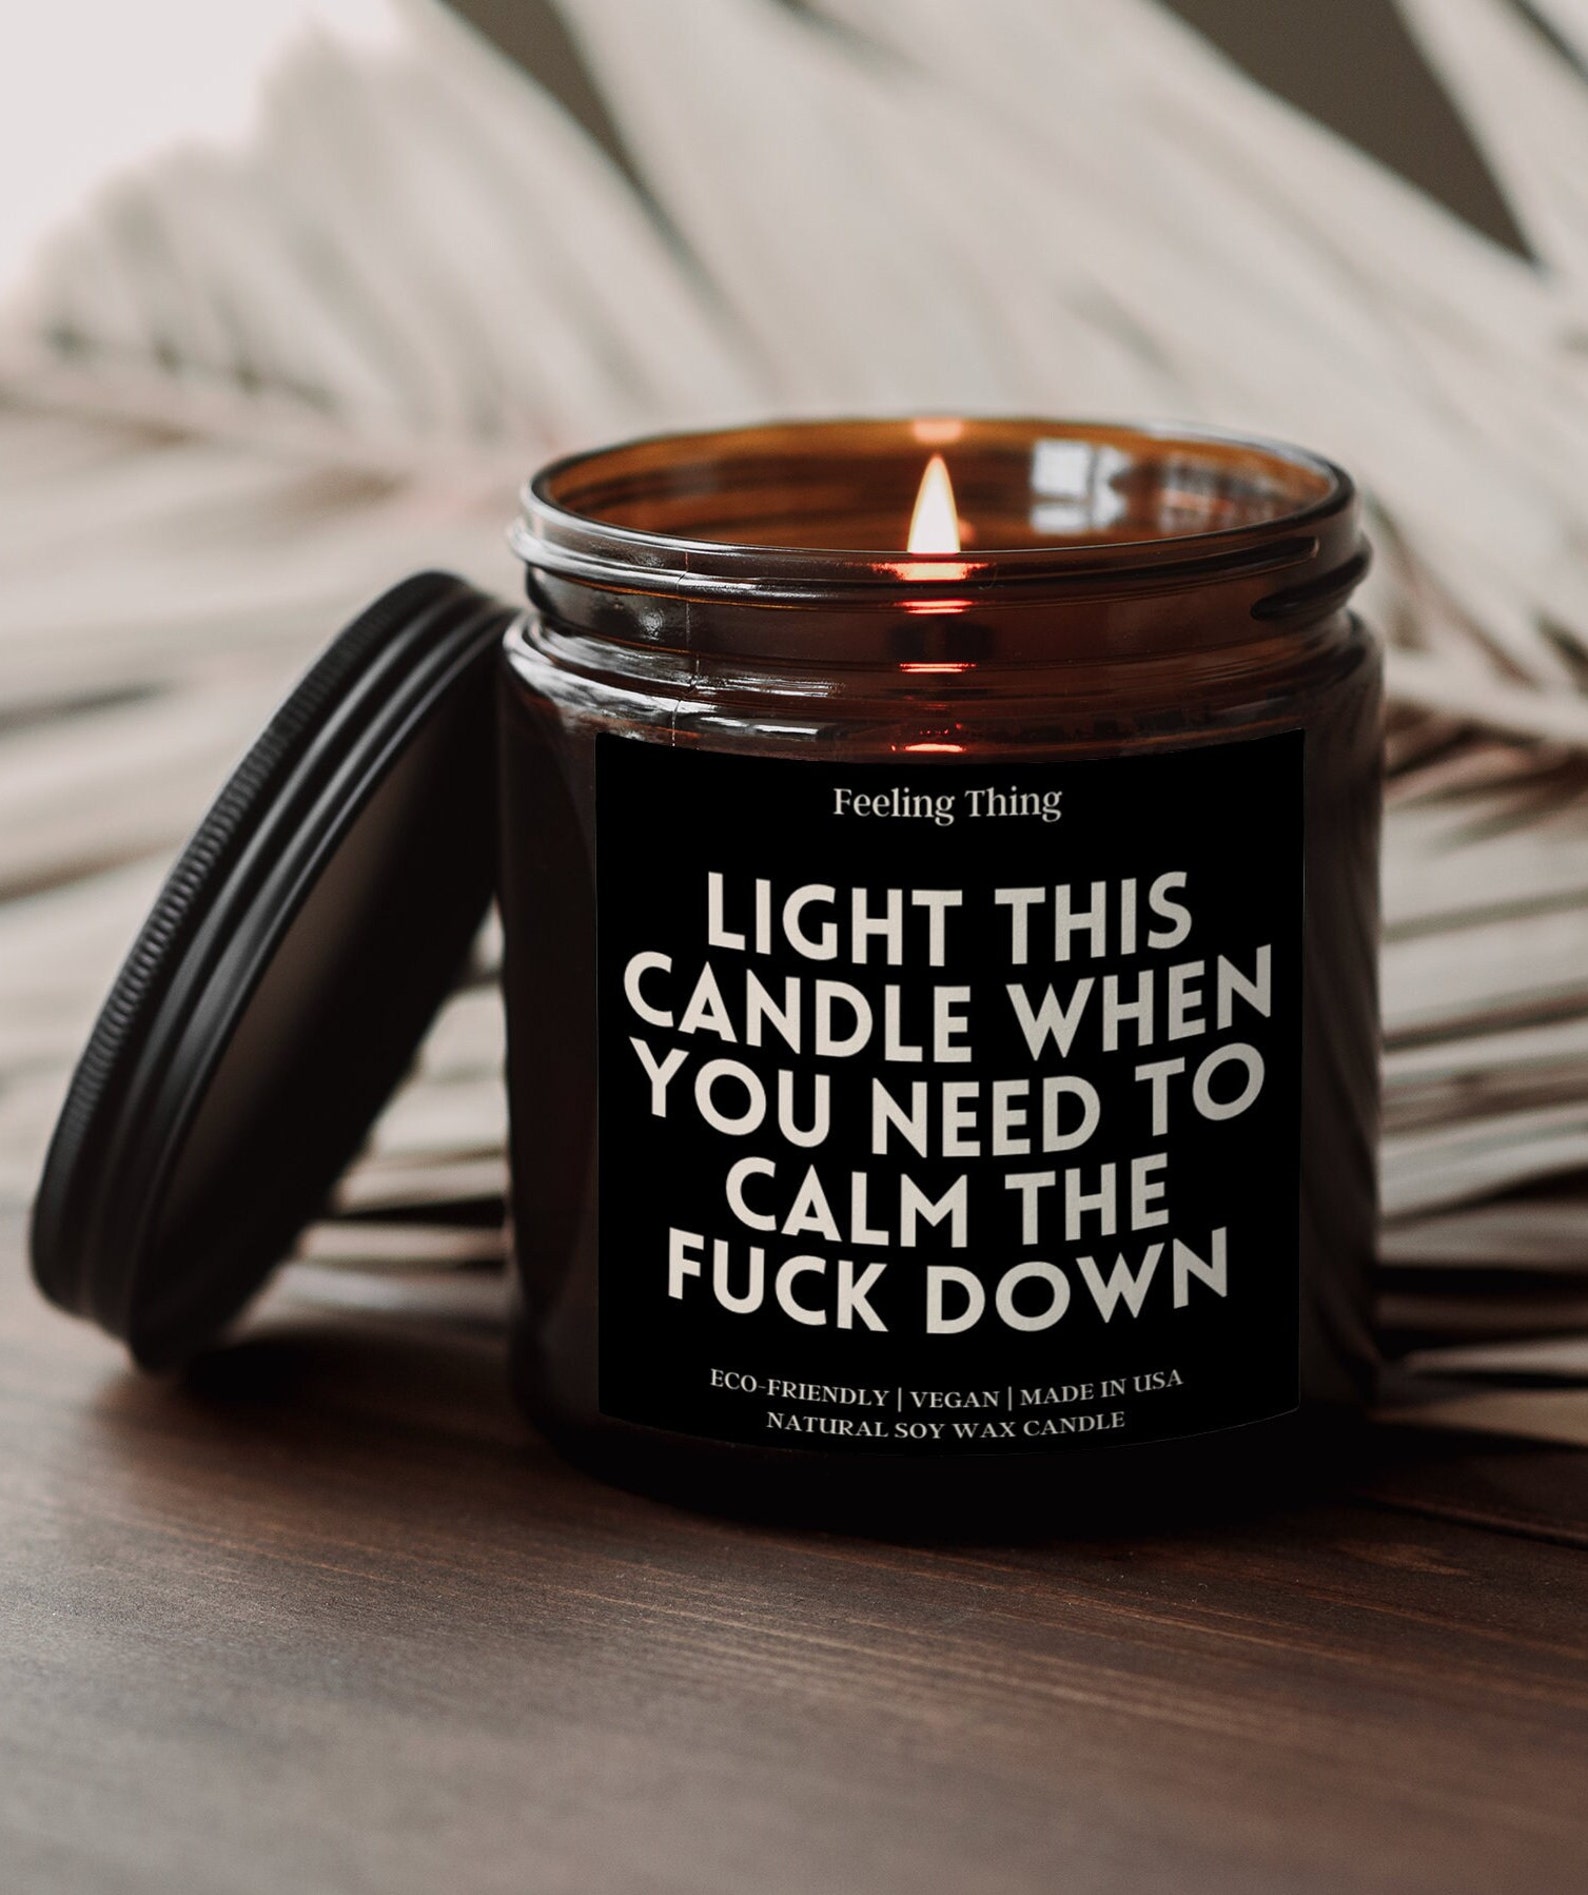 Feeling Thing
LIGHT THIS
CANDLE WHEN
YOU NEED TO
CALM THE
FUCK DOWN
ECO-FRIENDLY | VEGAN | MADE IN USA
NATURAL SOY WAX CANDLE